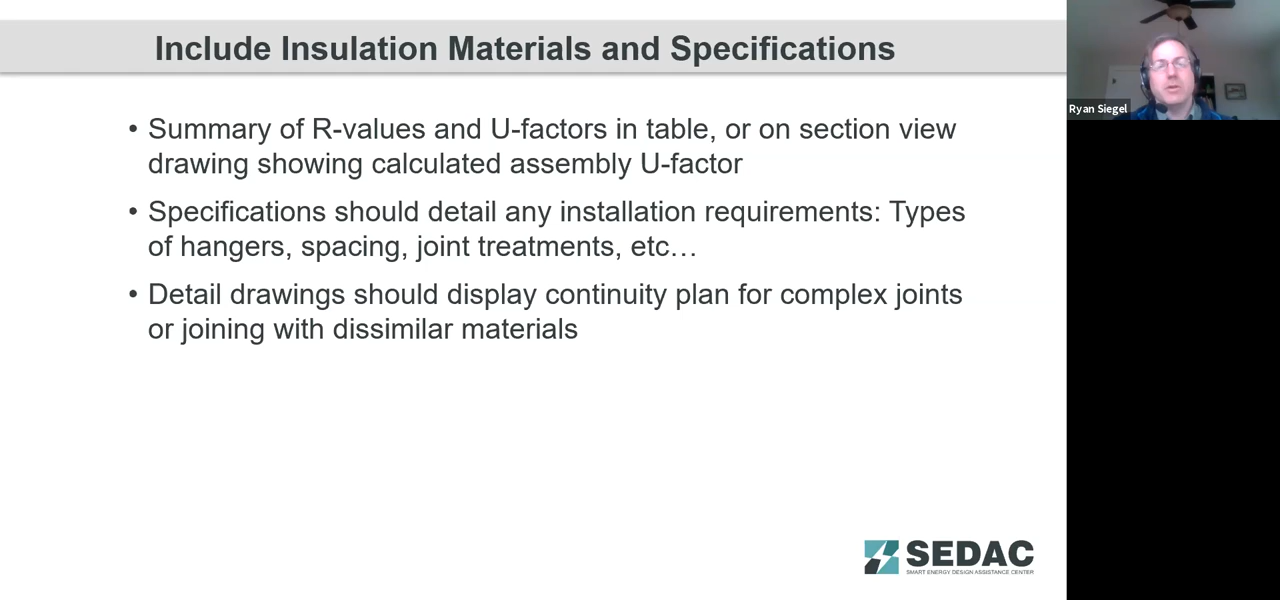 Include Insulation Materials and Specifications
• Summary of R-values and U-factors in table, or on section view
drawing showing calculated assembly U-factor
• Specifications should detail any installation requirements: Types
of hangers, spacing, joint treatments, etc…
• Detail drawings should display continuity plan for complex joints
or joining with dissimilar materials
Ryan Siegel
SEDAC
SMART ENERGY DESIGN ASSISTANCE CENTER